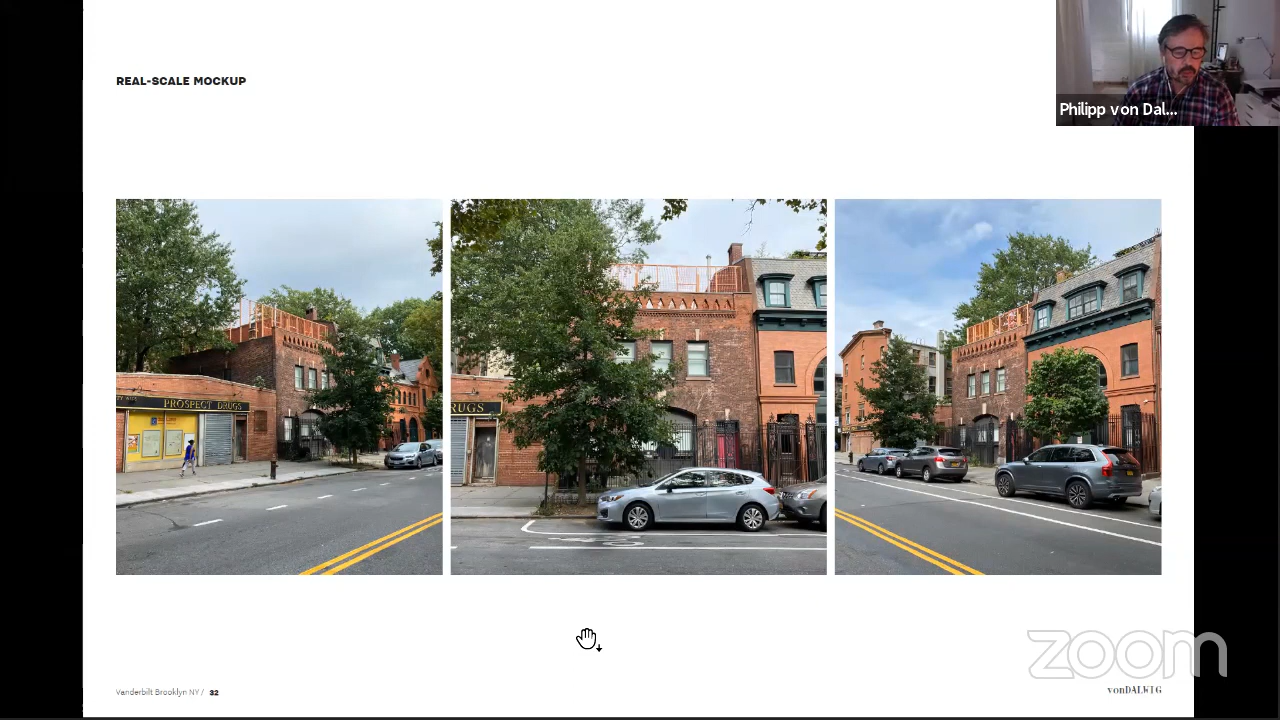 REAL-SCALE MOCKUP
Philipp von Dal...
PROSPECT DRUGS
RUGS
zoom
Vanderbilt Brooklyn NY / 32
vonDALWIG